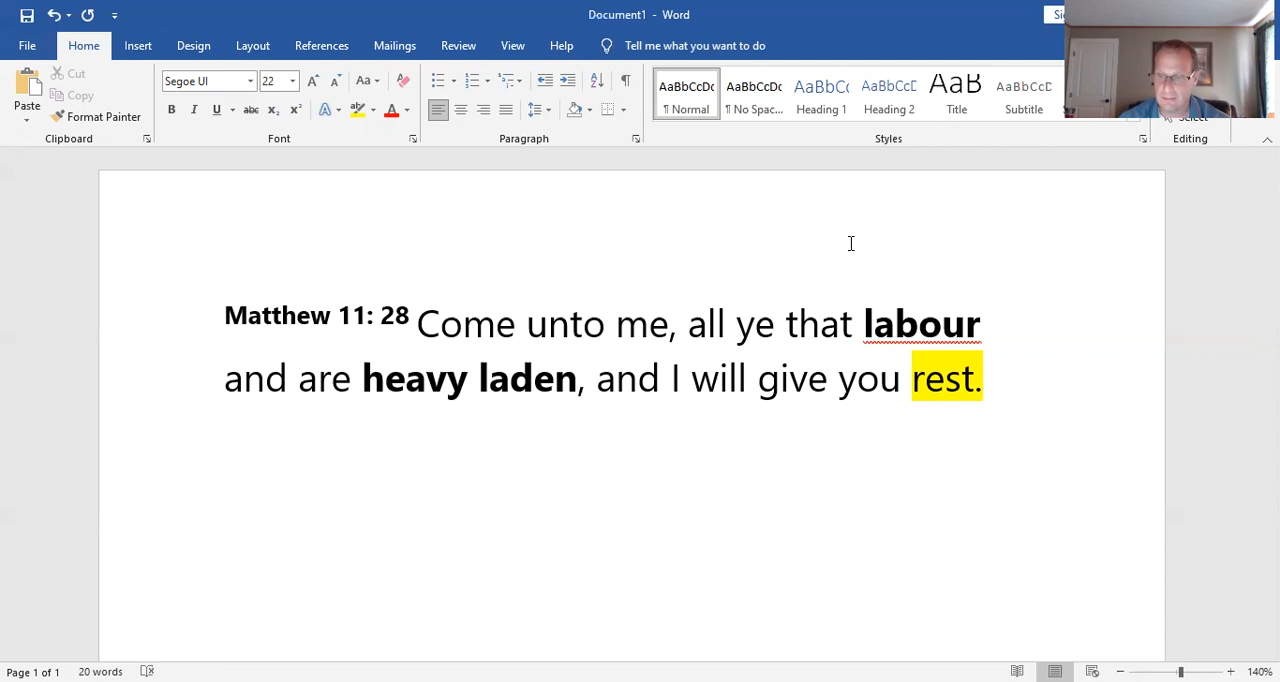 Document1 - Word
File Home Insert Design Layout References Mailings Review View Help Tell me what you want to do
Cut
Copy
Format Painter
Paste
Clipboard
Segoe UI 22
Font
Paragraph
AaBbCcDc AaBbCcDc AaBbCc AaBbCcD AaB AaBbCcD
¶ Normal ¶ No Spac... Heading 1 Heading 2 Title Subtitle
Styles
Select
Editing
Matthew 11: 28 Come unto me, all ye that labour
and are heavy laden, and I will give you rest.
Page 1 of 1 20 words 140%